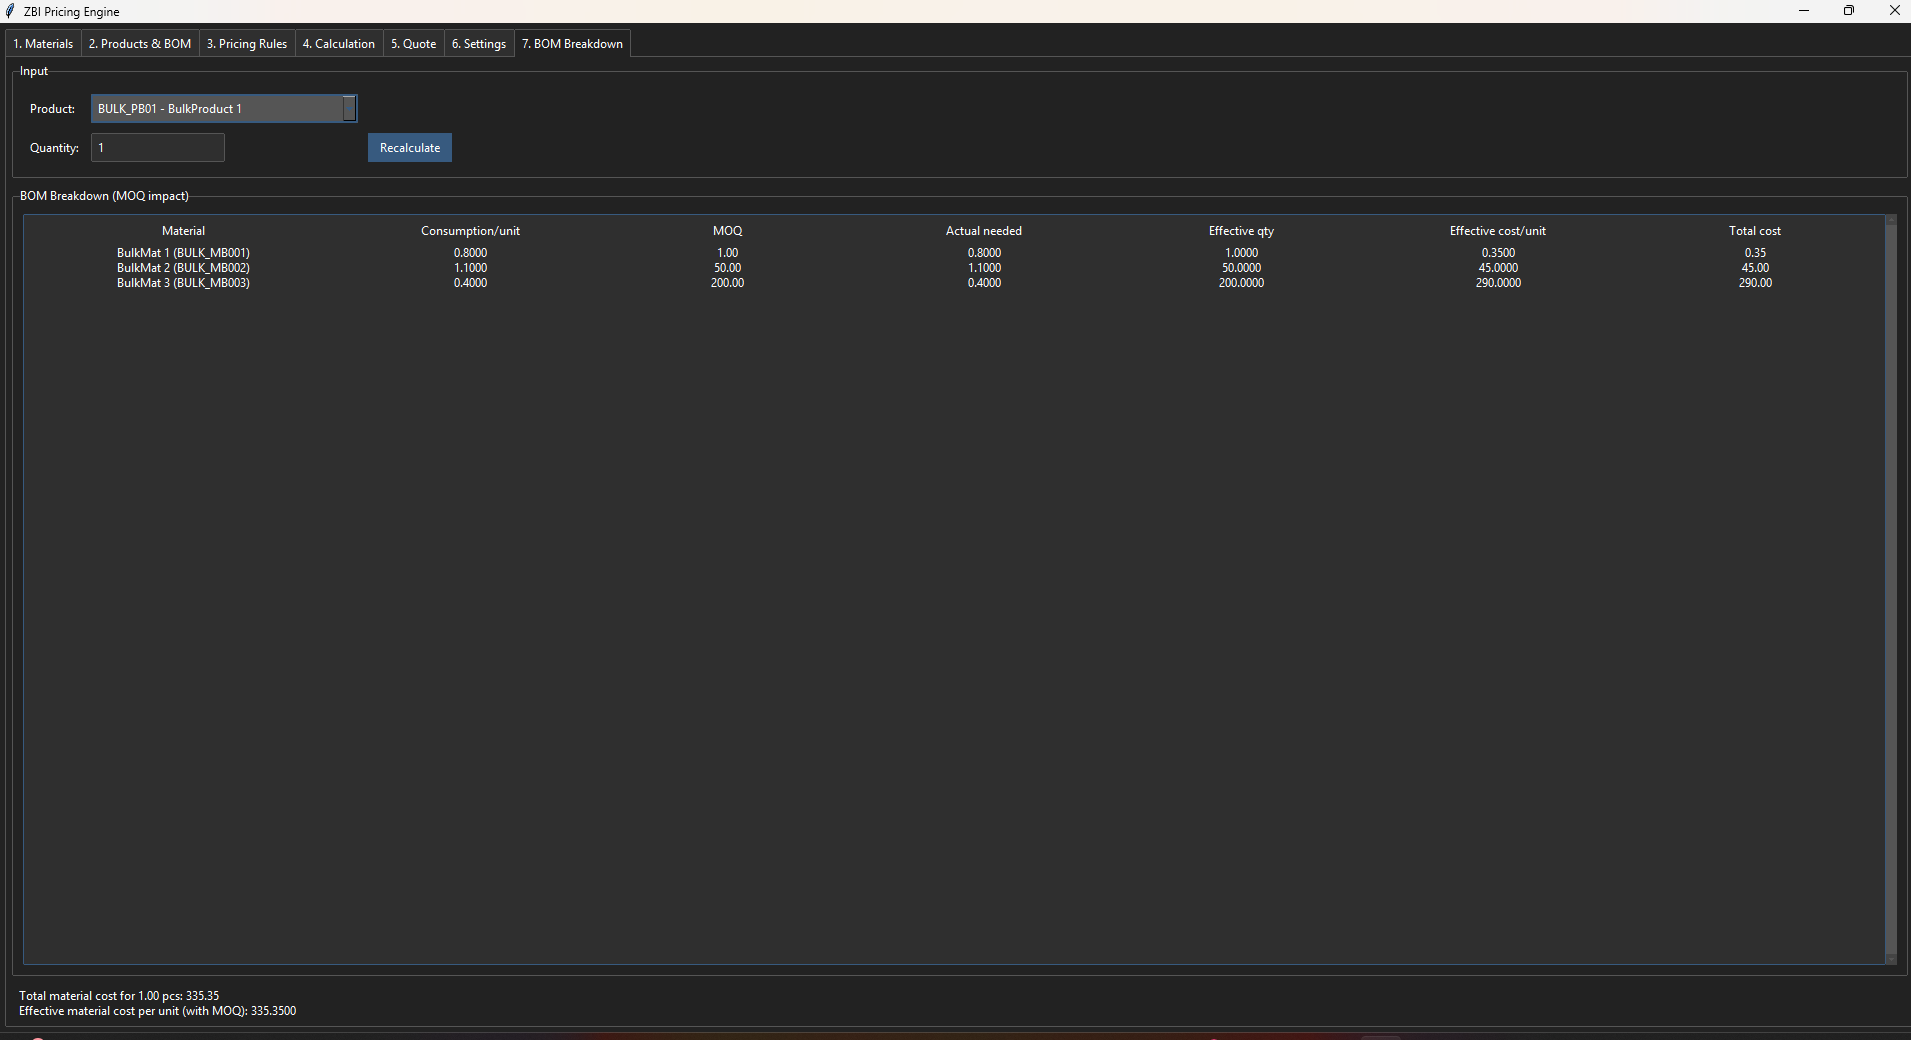 ZBI Pricing Engine
1. Materials 2. Products & BOM 3. Pricing Rules 4. Calculation 5. Quote 6. Settings 7. BOM Breakdown
Input
Product: BULK_PB01 - BulkProduct 1
Quantity: 1 Recalculate
BOM Breakdown (MOQ impact)
Material Consumption/unit MOQ Actual needed Effective qty Effective cost/unit Total cost
BulkMat 1 (BULK_MB001) 0.8000 1.00 0.8000 1.0000 0.3500 0.35
BulkMat 2 (BULK_MB002) 1.1000 50.00 1.1000 50.0000 45.0000 45.00
BulkMat 3 (BULK_MB003) 0.4000 200.00 0.4000 200.0000 290.0000 290.00
Total material cost for 1.00 pcs: 335.35
Effective material cost per unit (with MOQ): 335.3500